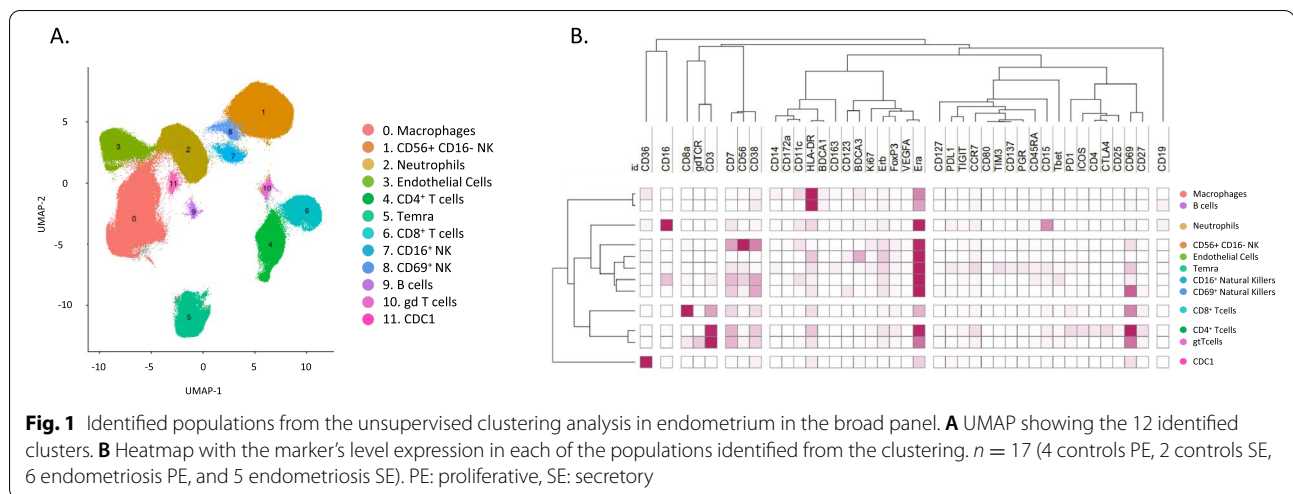 A.
B.
5
0
-5
-10
UMAP-2
-10 -5 0 5 10
UMAP-1
0 1 2 3 4 5 6 7 8 9 10 11
0. Macrophages
1. CD56+ CD16- NK
2. Neutrophils
3. Endothelial Cells
4. CD4⁺ T cells
5. Temra
6. CD8⁺ T cells
7. CD16⁺ NK
8. CD69⁺ NK
9. B cells
10. gd T cells
11. CDC1
CD36
CD16
CD8a
gdTCR
CD3
CD7
CD56
CD38
CD14
CD172a
CD11c
HLA-DR
BDCA1
CD163
CD123
BDCA3
Ki67
Erb
FoxP3
VEGFA
Era
CD127
PDL1
TIGIT
CCR7
CD80
TIM3
CD137
PGR
CD45RA
CD15
Tbet
PD1
ICOS
CD4
CTLA4
CD25
CD69
CD27
CD19
Macrophages
B cells
Neutrophils
CD56+ CD16- NK
Endothelial Cells
Temra
CD16⁺ Natural Killers
CD69⁺ Natural Killers
CD8⁺ Tcells
CD4⁺ Tcells
gtTcells
CDC1
Fig. 1 Identified populations from the unsupervised clustering analysis in endometrium in the broad panel. A UMAP showing the 12 identified
clusters. B Heatmap with the marker's level expression in each of the populations identified from the clustering. n = 17 (4 controls PE, 2 controls SE,
6 endometriosis PE, and 5 endometriosis SE). PE: proliferative, SE: secretory